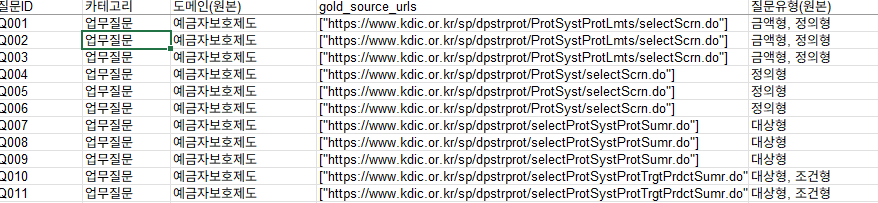 질문ID 카테고리 도메인(원본) gold_source_urls 질문유형(원본)
Q001 업무질문 예금자보호제도 ["https://www.kdic.or.kr/sp/dpstrprot/ProtSystProtLmts/selectScrn.do"] 금액형, 정의형
Q002 업무질문 예금자보호제도 ["https://www.kdic.or.kr/sp/dpstrprot/ProtSystProtLmts/selectScrn.do"] 금액형, 정의형
Q003 업무질문 예금자보호제도 ["https://www.kdic.or.kr/sp/dpstrprot/ProtSystProtLmts/selectScrn.do"] 금액형, 정의형
Q004 업무질문 예금자보호제도 ["https://www.kdic.or.kr/sp/dpstrprot/ProtSyst/selectScrn.do"] 정의형
Q005 업무질문 예금자보호제도 ["https://www.kdic.or.kr/sp/dpstrprot/ProtSyst/selectScrn.do"] 정의형
Q006 업무질문 예금자보호제도 ["https://www.kdic.or.kr/sp/dpstrprot/ProtSyst/selectScrn.do"] 정의형
Q007 업무질문 예금자보호제도 ["https://www.kdic.or.kr/sp/dpstrprot/selectProtSystProtSumr.do"] 대상형
Q008 업무질문 예금자보호제도 ["https://www.kdic.or.kr/sp/dpstrprot/selectProtSystProtSumr.do"] 대상형
Q009 업무질문 예금자보호제도 ["https://www.kdic.or.kr/sp/dpstrprot/selectProtSystProtSumr.do"] 대상형
Q010 업무질문 예금자보호제도 ["https://www.kdic.or.kr/sp/dpstrprot/selectProtSystProtTrgtPrdctSumr.do" 대상형, 조건형
Q011 업무질문 예금자보호제도 ["https://www.kdic.or.kr/sp/dpstrprot/selectProtSystProtTrgtPrdctSumr.do" 대상형, 조건형